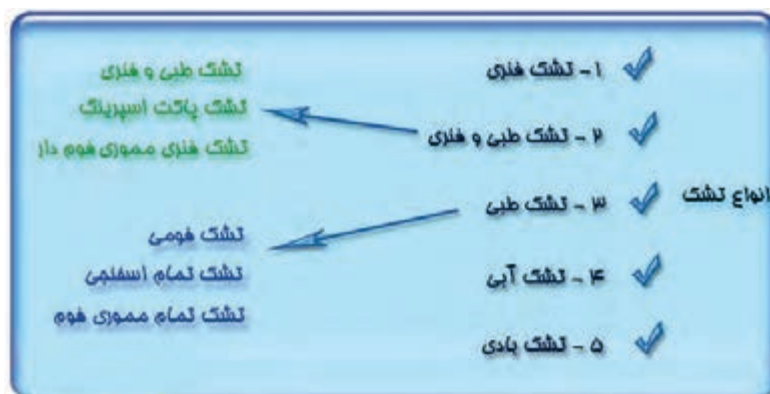 انواع تشک
۱ - تشک فنری
۲ - تشک طبی و فنری
تشک طبی و فنری
تشک پاکت اسپرینگ
تشک فنری مموری فوم دار
۳ - تشک طبی
تشک فومی
تشک تمام اسفنجی
تشک تمام مموری فوم
۴ - تشک آبی
۵ - تشک بادی